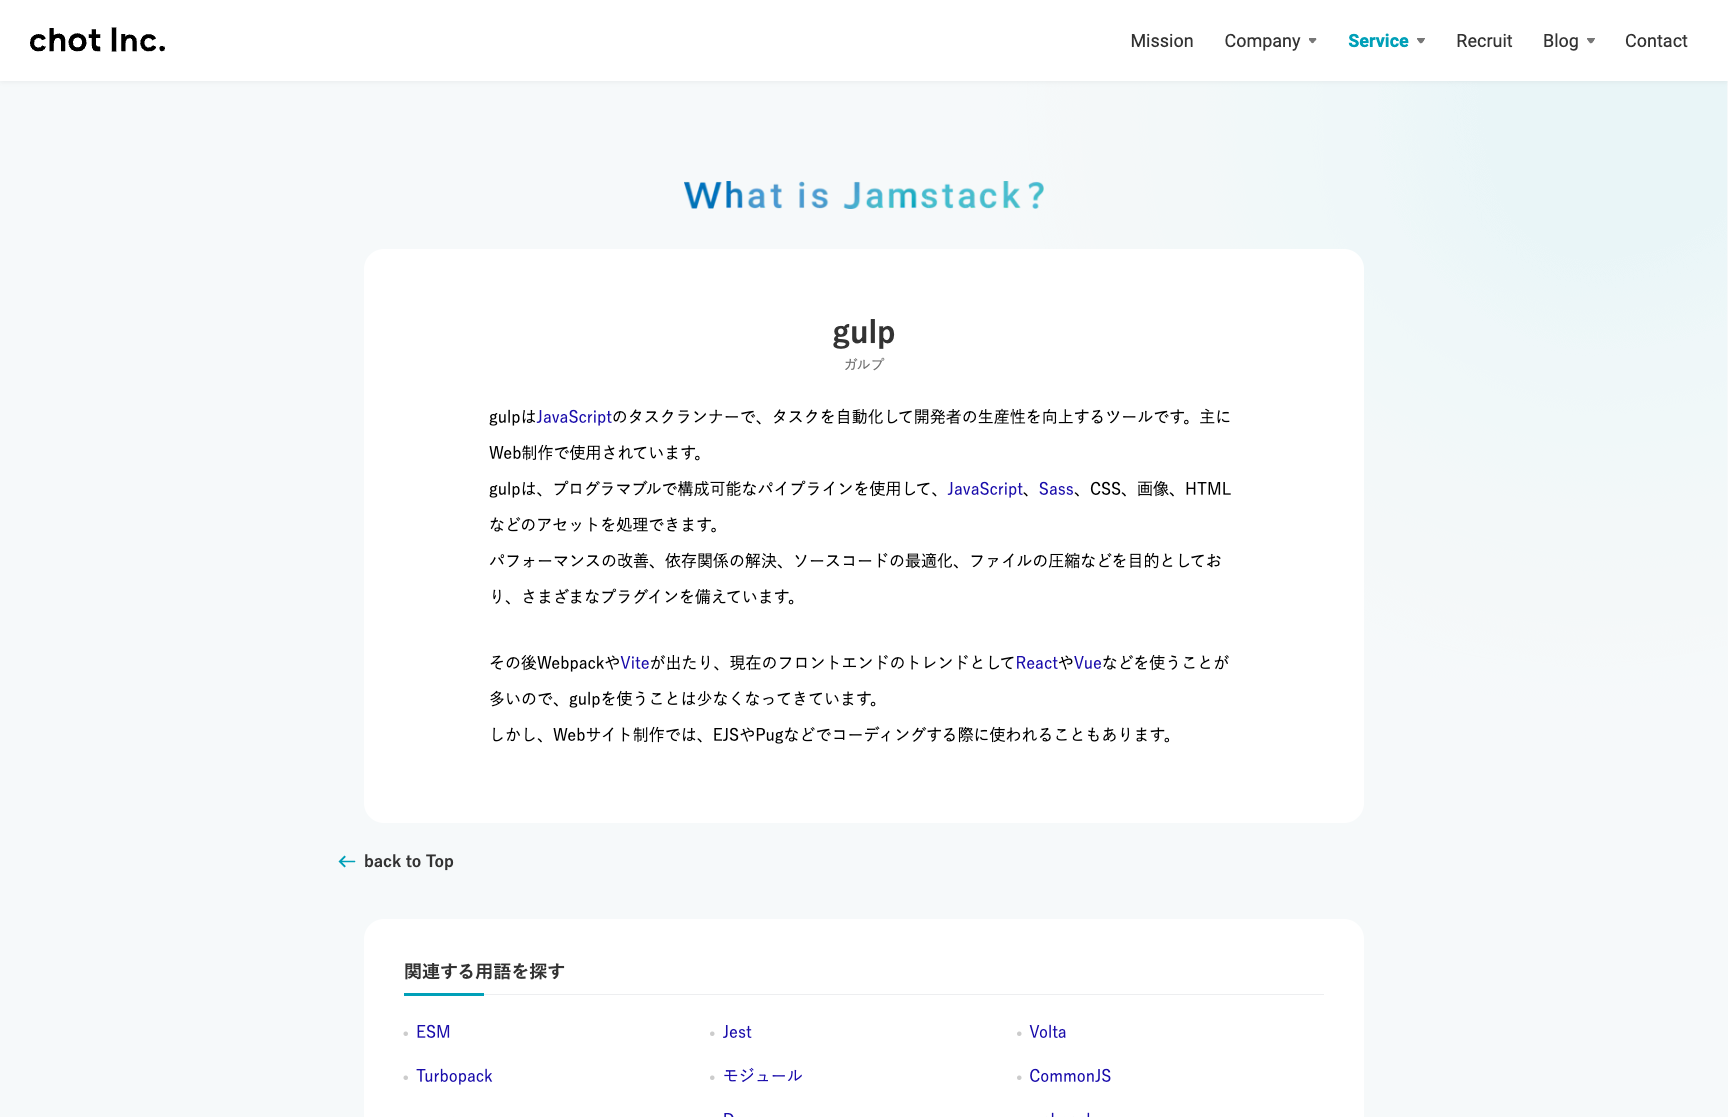 chot Inc.
Mission Company Service Recruit Blog Contact
What is Jamstack?
gulp
ガルプ
gulpはJavaScriptのタスクランナーで、タスクを自動化して開発者の生産性を向上するツールです。主に
Web制作で使用されています。
gulpは、プログラマブルで構成可能なパイプラインを使用して、JavaScript、Sass、CSS、画像、HTML
などのアセットを処理できます。
パフォーマンスの改善、依存関係の解決、ソースコードの最適化、ファイルの圧縮などを目的としてお
り、さまざまなプラグインを備えています。
その後WebpackやViteが出たり、現在のフロントエンドのトレンドとしてReactやVueなどを使うことが
多いので、gulpを使うことは少なくなってきています。
しかし、Webサイト制作では、EJSやPugなどでコーディングする際に使われることもあります。
back to Top
関連する用語を探す
ESM Jest Volta
Turbopack モジュール CommonJS